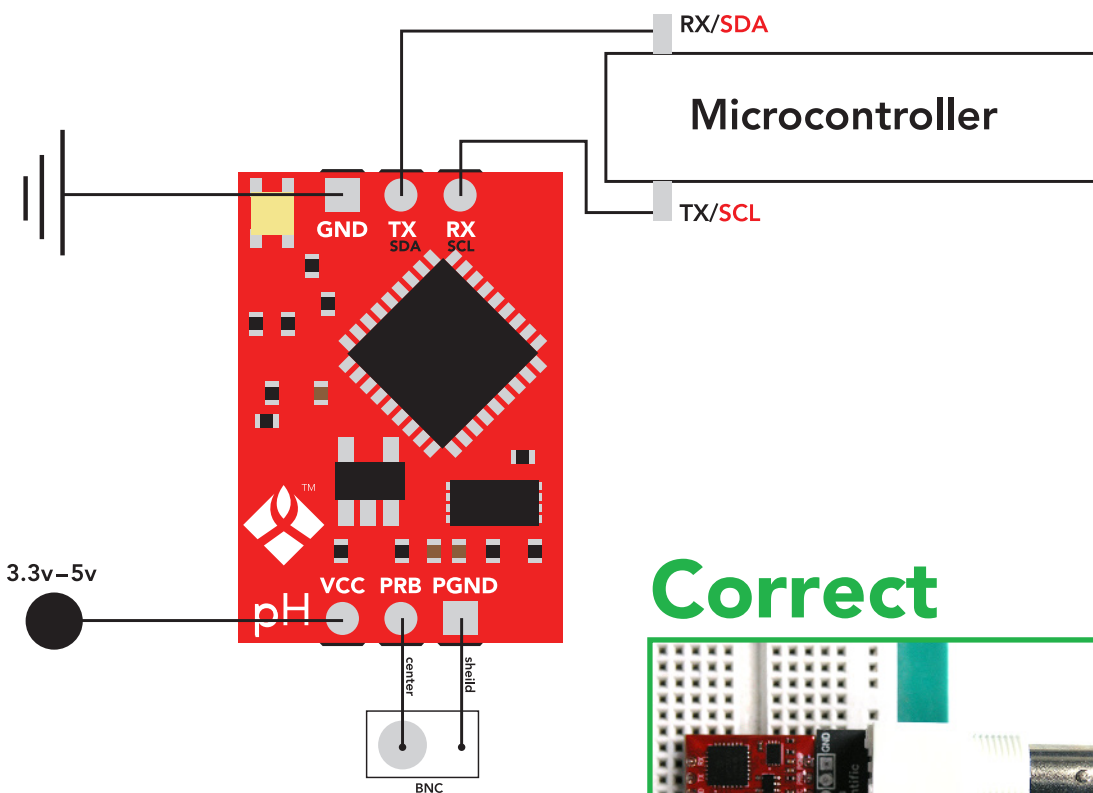 RX/SDA
Microcontroller
TX/SCL
GND TX RX
SDA SCL
TM
3.3v–5v
VCC PRB PGND
pH
center
sheild
BNC
Correct
GND